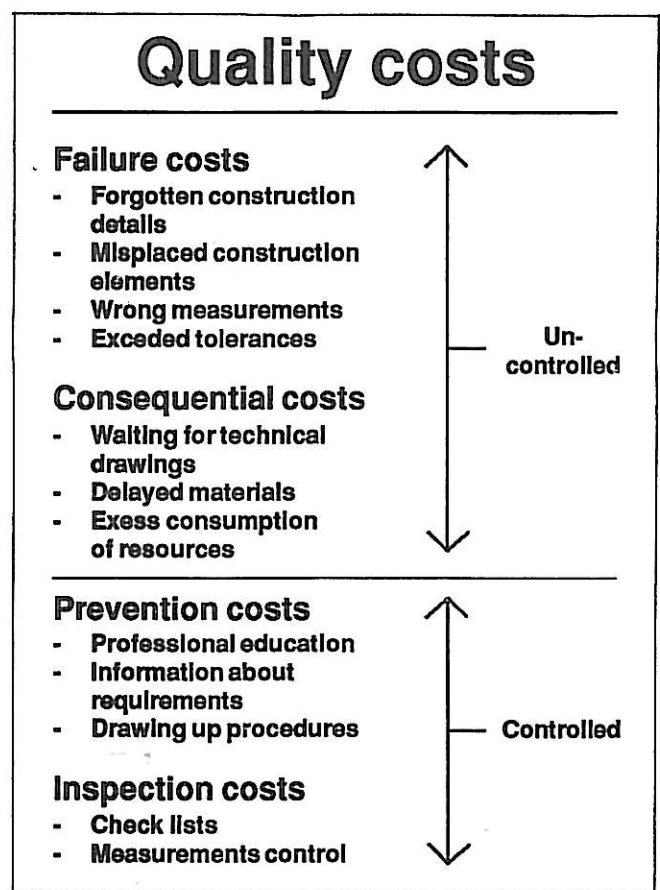 Quality costs
Failure costs
- Forgotten construction
details
- Misplaced construction
elements
- Wrong measurements
- Exceded tolerances
Un-
controlled
Consequential costs
- Waiting for technical
drawings
- Delayed materials
- Exess consumption
of resources
Prevention costs
- Professional education
- Information about
requirements
- Drawing up procedures
Controlled
Inspection costs
- Check lists
- Measurements control